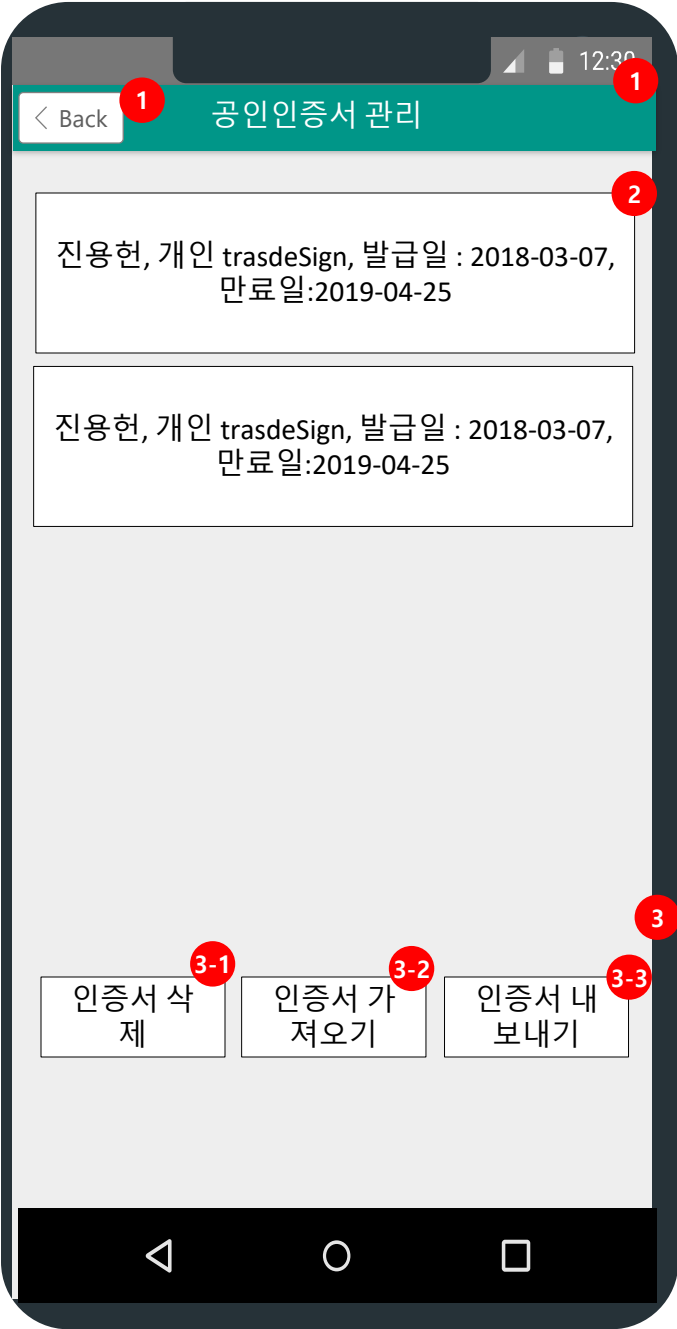 12:30
1
< Back
1
공인인증서 관리
2
진용헌, 개인 trasdeSign, 발급일 : 2018-03-07,
만료일:2019-04-25
진용헌, 개인 trasdeSign, 발급일 : 2018-03-07,
만료일:2019-04-25
3
3-1
3-2
3-3
인증서 삭
제
인증서 가
져오기
인증서 내
보내기